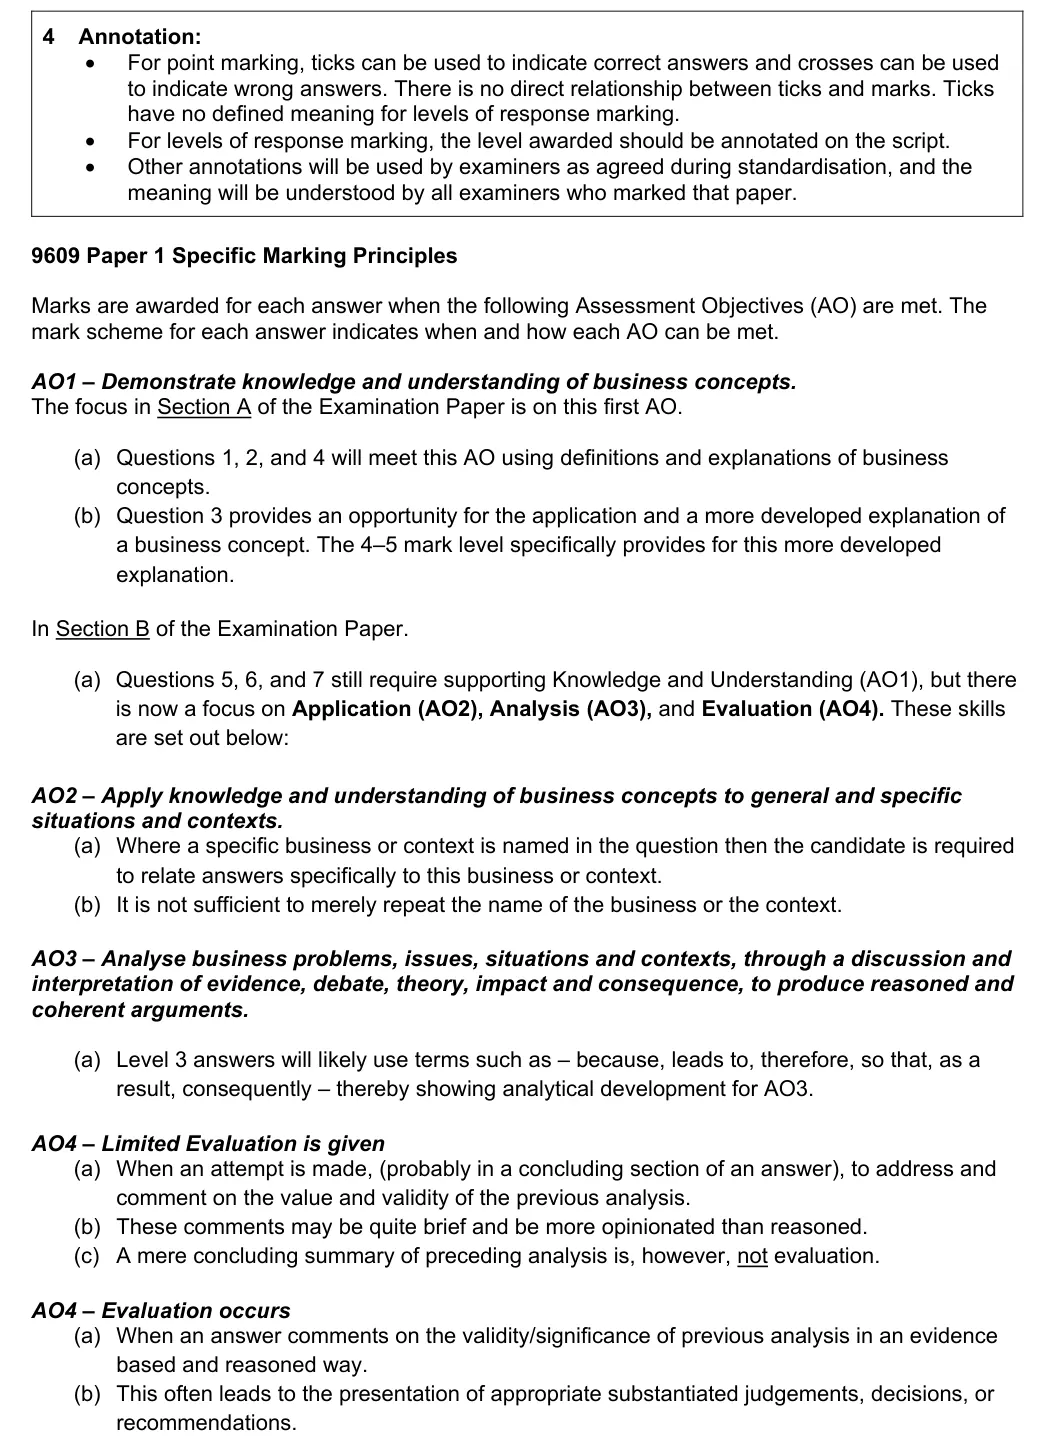 4 Annotation:
• For point marking, ticks can be used to indicate correct answers and crosses can be used
to indicate wrong answers. There is no direct relationship between ticks and marks. Ticks
have no defined meaning for levels of response marking.
• For levels of response marking, the level awarded should be annotated on the script.
• Other annotations will be used by examiners as agreed during standardisation, and the
meaning will be understood by all examiners who marked that paper.
9609 Paper 1 Specific Marking Principles
Marks are awarded for each answer when the following Assessment Objectives (AO) are met. The
mark scheme for each answer indicates when and how each AO can be met.
AO1 – Demonstrate knowledge and understanding of business concepts.
The focus in Section A of the Examination Paper is on this first AO.
(a) Questions 1, 2, and 4 will meet this AO using definitions and explanations of business
concepts.
(b) Question 3 provides an opportunity for the application and a more developed explanation of
a business concept. The 4–5 mark level specifically provides for this more developed
explanation.
In Section B of the Examination Paper.
(a) Questions 5, 6, and 7 still require supporting Knowledge and Understanding (AO1), but there
is now a focus on Application (AO2), Analysis (AO3), and Evaluation (AO4). These skills
are set out below:
AO2 – Apply knowledge and understanding of business concepts to general and specific
situations and contexts.
(a) Where a specific business or context is named in the question then the candidate is required
to relate answers specifically to this business or context.
(b) It is not sufficient to merely repeat the name of the business or the context.
AO3 – Analyse business problems, issues, situations and contexts, through a discussion and
interpretation of evidence, debate, theory, impact and consequence, to produce reasoned and
coherent arguments.
(a) Level 3 answers will likely use terms such as – because, leads to, therefore, so that, as a
result, consequently – thereby showing analytical development for AO3.
AO4 – Limited Evaluation is given
(a) When an attempt is made, (probably in a concluding section of an answer), to address and
comment on the value and validity of the previous analysis.
(b) These comments may be quite brief and be more opinionated than reasoned.
(c) A mere concluding summary of preceding analysis is, however, not evaluation.
AO4 – Evaluation occurs
(a) When an answer comments on the validity/significance of previous analysis in an evidence
based and reasoned way.
(b) This often leads to the presentation of appropriate substantiated judgements, decisions, or
recommendations.